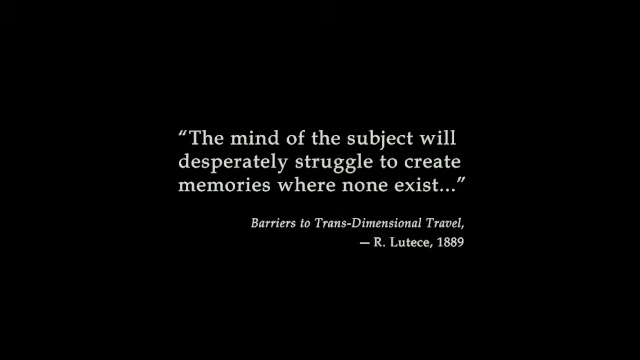 “The mind of the subject will
desperately struggle to create
memories where none exist...”
Barriers to Trans-Dimensional Travel,
— R. Lutece, 1889